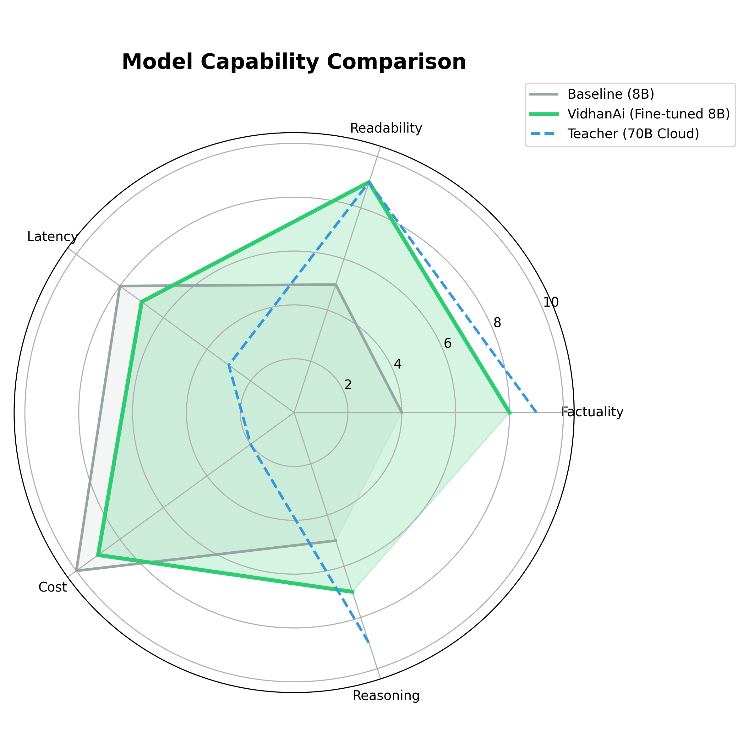 Model Capability Comparison
Baseline (8B)
VidhanAi (Fine-tuned 8B)
Teacher (70B Cloud)
Readability
Latency
10
8
6
4
2
Factuality
Cost
Reasoning